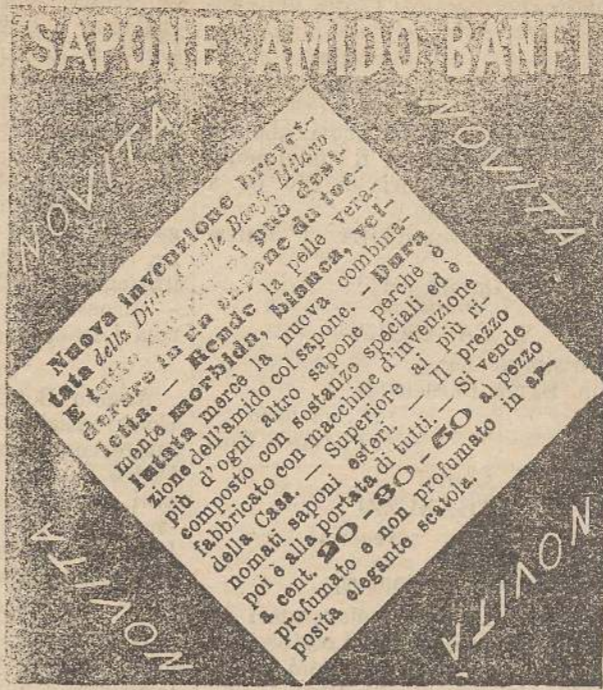 SAPONE AMIDO BANFI
NOVITÀ
NOVITÀ
Nuova invenzione brevet-
tata della Ditta Achille Banfi, Milano
È tutto ciò che si può desi-
derare in un sapone da toe-
letta. — Rende la pelle vera-
mente morbida, bianca, vel-
lutata mercè la nuova combina-
zione dell'amido col sapone. — Dura
più d'ogni altro sapone perchè è
composto con sostanze speciali ed è
fabbricato con macchine d'invenzione
della Casa. — Superiore ai più ri-
nomati saponi esteri. — Il prezzo
poi è alla portata di tutti. — Si vende
a cent. 20-30-50 al pezzo
profumato e non profumato in ap-
posita elegante scatola.
NOVITÀ
NOVITÀ